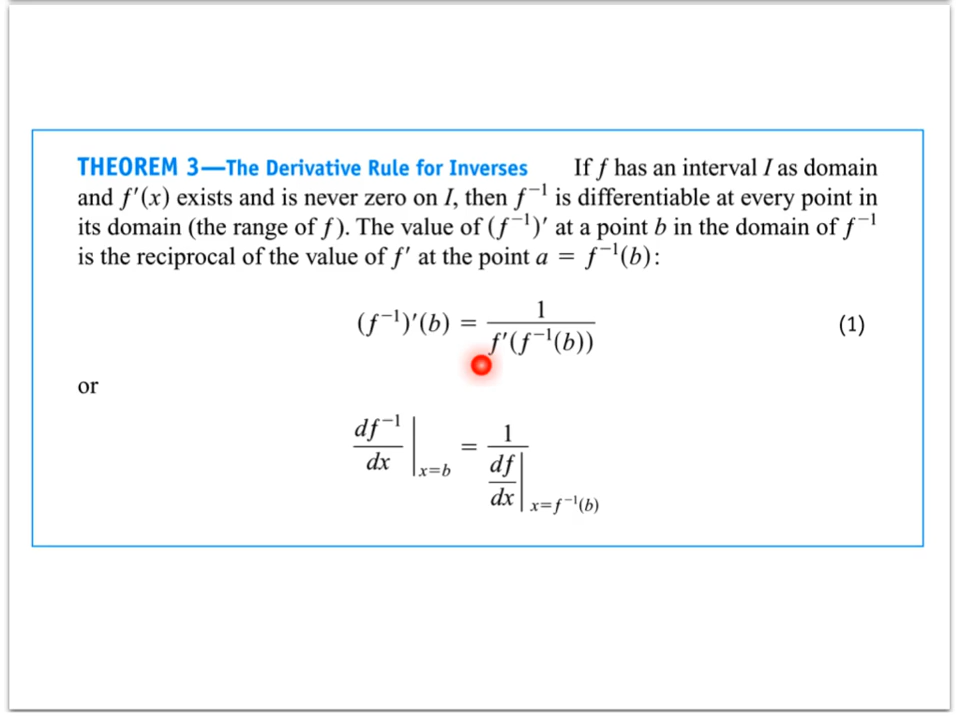 THEOREM 3—The Derivative Rule for Inverses If f has an interval I as domain
and f′(x) exists and is never zero on I, then f⁻¹ is differentiable at every point in
its domain (the range of f). The value of (f⁻¹)′ at a point b in the domain of f⁻¹
is the reciprocal of the value of f′ at the point a = f⁻¹(b):
(f⁻¹)′(b) = 1 / f′(f⁻¹(b)) (1)
or
df⁻¹/dx |x=b = 1 / (df/dx |x=f⁻¹(b))